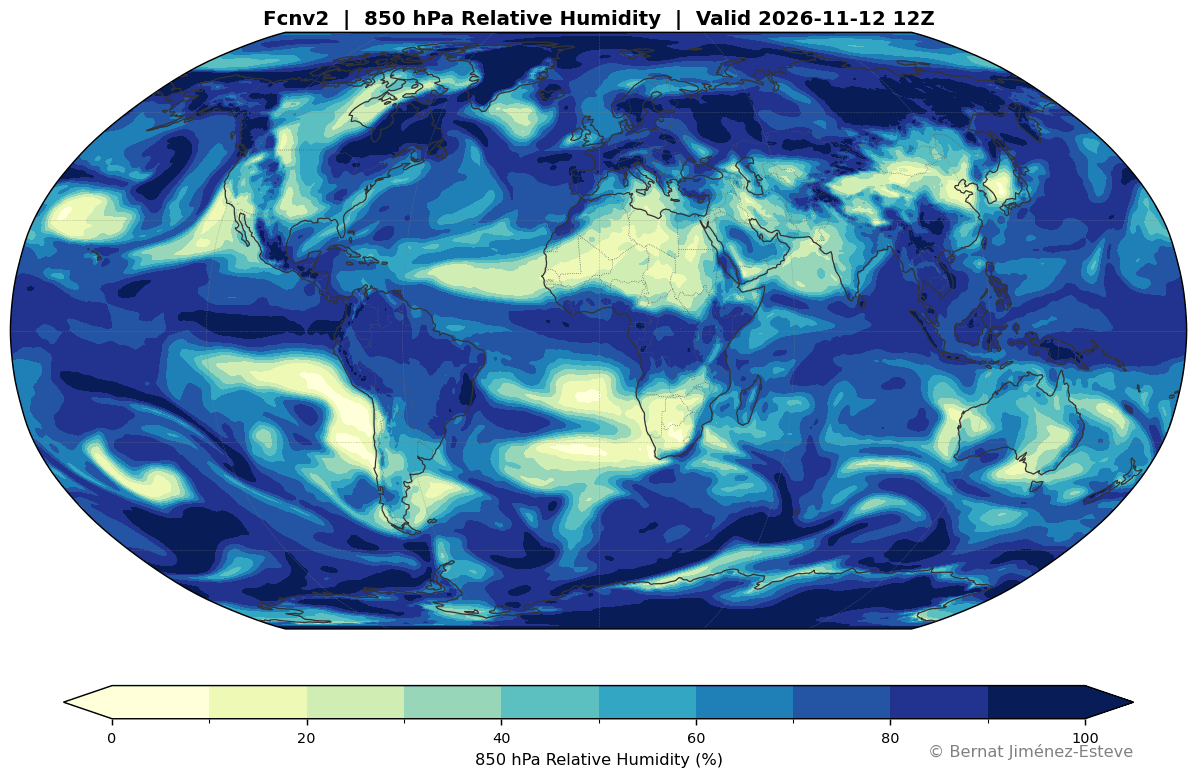 Fcnv2 | 850 hPa Relative Humidity | Valid 2026-11-12 12Z
0 20 40 60 80 100
850 hPa Relative Humidity (%)
© Bernat Jiménez-Esteve